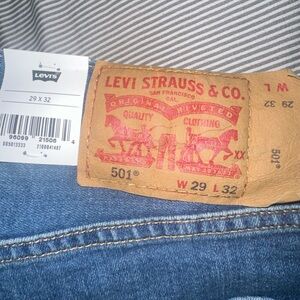 Levi's
29 X 32
LEVI STRAUSS & CO.
SAN FRANCISCO
CAL.
ORIGINAL RIVETED
QUALITY CLOTHING
XX
501®
W 29 L 32
W L
29 32
501®